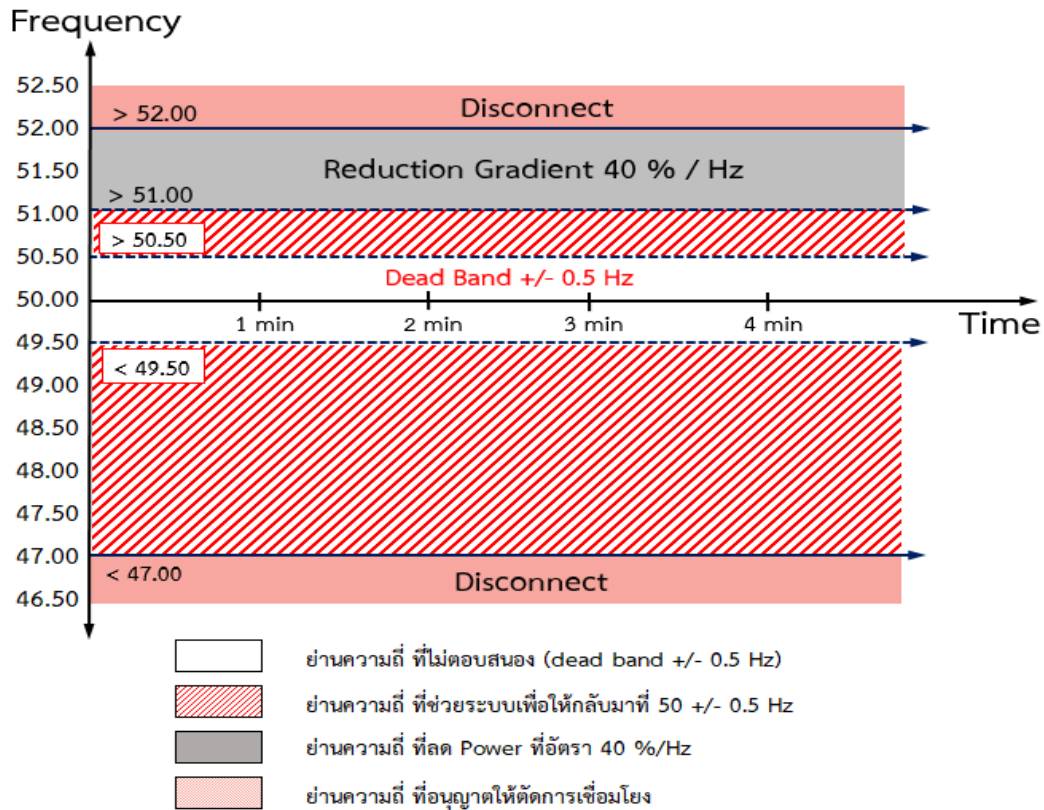 Frequency
52.50
Disconnect
> 52.00
52.00
51.50
Reduction Gradient 40 % / Hz
> 51.00
51.00
> 50.50
50.50
Dead Band +/- 0.5 Hz
50.00
1 min 2 min 3 min 4 min
Time
49.50
< 49.50
49.00
48.50
48.00
47.50
47.00
< 47.00
Disconnect
46.50
ย่านความถี่ ที่ไม่ตอบสนอง (dead band +/- 0.5 Hz)
ย่านความถี่ ที่ช่วยระบบเพื่อให้กลับมาที่ 50 +/- 0.5 Hz
ย่านความถี่ ที่ลด Power ที่อัตรา 40 %/Hz
ย่านความถี่ ที่อนุญาตให้ตัดการเชื่อมโยง